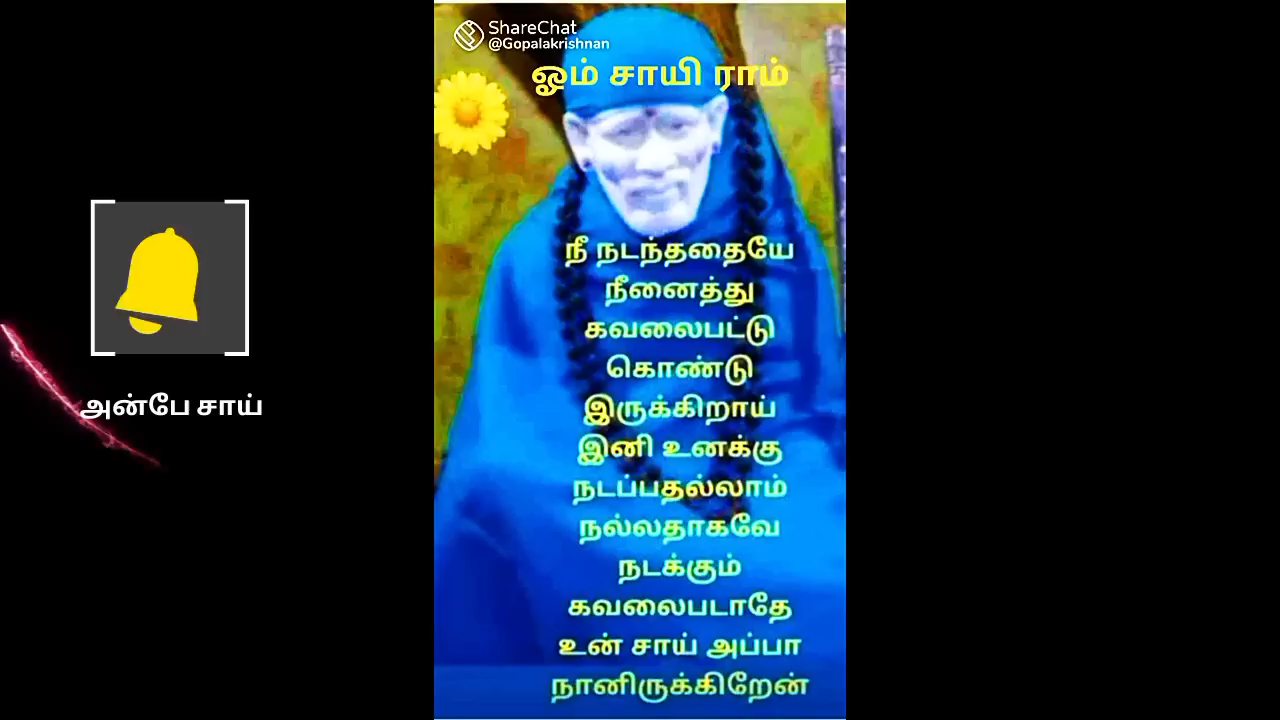 ShareChat
@Gopalakrishnan
ஓம் சாயி ராம்
நீ நடந்ததையே
நீனைத்து
கவலைபட்டு
கொண்டு
இருக்கிறாய்
இனி உனக்கு
நடப்பதல்லாம்
நல்லதாகவே
நடக்கும்
கவலைபடாதே
உன் சாய் அப்பா
நானிருக்கிறேன்
அன்பே சாய்